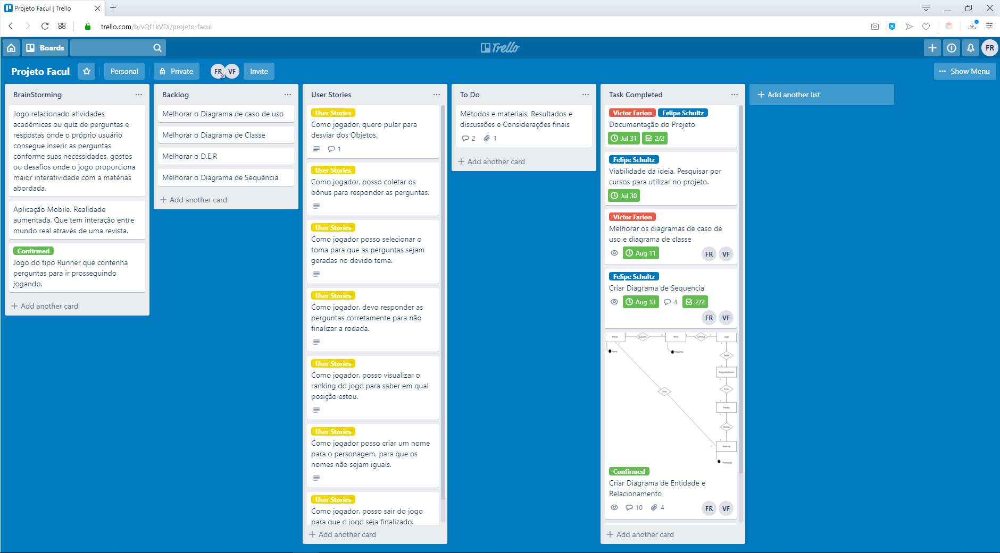 Projeto Facul | Trello
trello.com/b/vQf1kVDi/projeto-facul
Boards
Trello
FR
Projeto Facul
Personal
Private
FR VF
Invite
Show Menu
BrainStorming
Jogo relacionado atividades
acadêmicas ou quiz de perguntas e
respostas onde o próprio usuário
consegue inserir as perguntas
conforme suas necessidades, gostos
ou desafios onde o jogo proporciona
maior interatividade com a matérias
abordada.
Aplicação Mobile. Realidade
aumentada. Que tem interação entre
mundo real através de uma revista.
Confirmed
Jogo do tipo Runner que contenha
perguntas para ir prosseguindo
jogando.
Add another card
Backlog
Melhorar o Diagrama de caso de uso
Melhorar o Diagrama de Classe
Melhorar o D.E.R
Melhorar o Diagrama de Sequência
Add another card
User Stories
User Stories
Como jogador, quero pular para
desviar dos Objetos.
1
User Stories
Como jogador, posso coletar os
bônus para responder as perguntas.
User Stories
Como jogador posso selecionar o
toma para que as perguntas sejam
geradas no devido tema.
User Stories
Como jogador, devo responder as
perguntas corretamente para não
finalizar a rodada.
User Stories
Como jogador, posso visualizar o
ranking do jogo para saber em qual
posição estou.
User Stories
Como jogador posso criar um nome
para o personagem, para que os
nomes não sejam iguais.
User Stories
Como jogador, posso sair do jogo
para que o jogo seja finalizado.
Add another card
To Do
Métodos e materiais, Resultados e
discussões e Considerações finais
2 1
Add another card
Task Completed
Victor Farion Felipe Schultz
Documentação do Projeto
Jul 31 2/2
Felipe Schultz
Viabilidade da ideia, Pesquisar por
cursos para utilizar no projeto.
Jul 30
Victor Farion
Melhorar os diagramas de caso de
uso e diagrama de classe
Aug 11 FR VF
Felipe Schultz
Criar Diagrama de Sequencia
Aug 13 4 2/2
FR VF
Player Escolhe Tema Começar Jogar
Nome Perguntas
Pegar
Errou
Perdeu
Mostrar
Ranking
Pontuação
Confirmed
Criar Diagrama de Entidade e
Relacionamento
10 4 FR VF
Add another card
Add another list